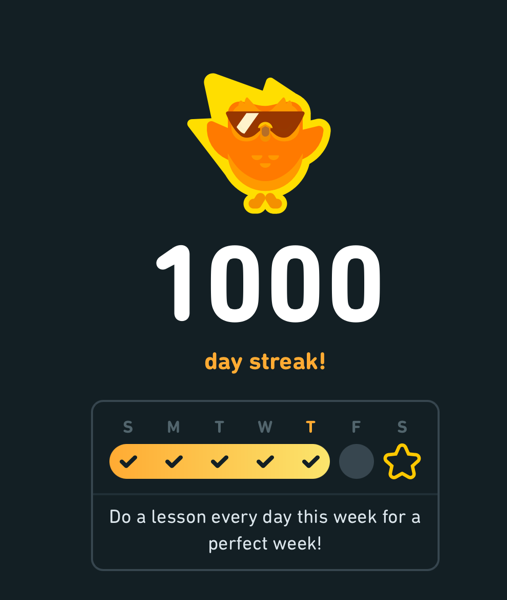 1000
day streak!
S M T W T F S
Do a lesson every day this week for a
perfect week!